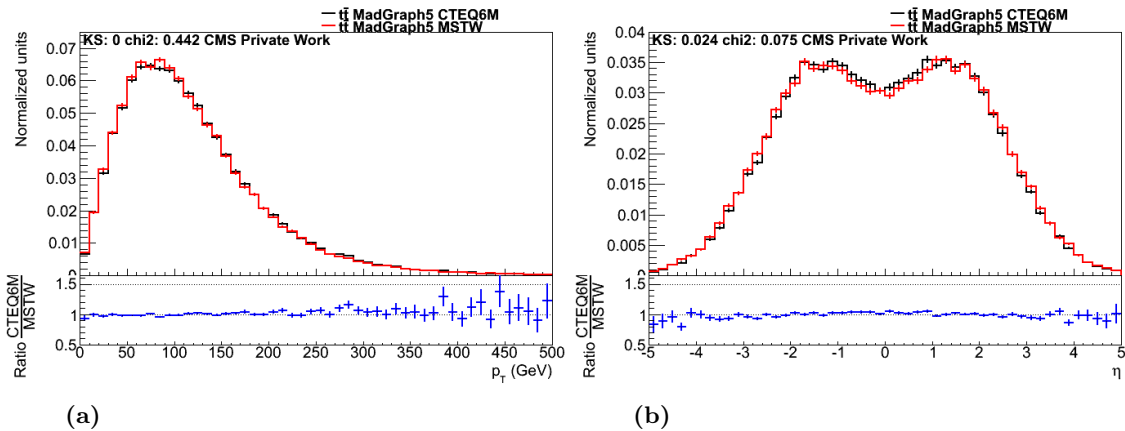 tt̄ MadGraph5 CTEQ6M
tt̄ MadGraph5 MSTW
KS: 0 chi2: 0.442 CMS Private Work
Normalized units
0.07
0.06
0.05
0.04
0.03
0.02
0.01
0
Ratio CTEQ6M
MSTW
1.5
1
0.5
0 50 100 150 200 250 300 350 400 450 500
p_T (GeV)
(a)
tt̄ MadGraph5 CTEQ6M
tt̄ MadGraph5 MSTW
KS: 0.024 chi2: 0.075 CMS Private Work
Normalized units
0.04
0.035
0.03
0.025
0.02
0.015
0.01
0.005
0
Ratio CTEQ6M
MSTW
1.5
1
0.5
-5 -4 -3 -2 -1 0 1 2 3 4 5
η
(b)